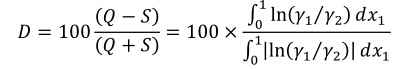 D = 100 (Q − S)/(Q + S) = 100 × ∫₀¹ ln(γ₁/γ₂) dx₁ / ∫₀¹|ln(γ₁/γ₂)| dx₁